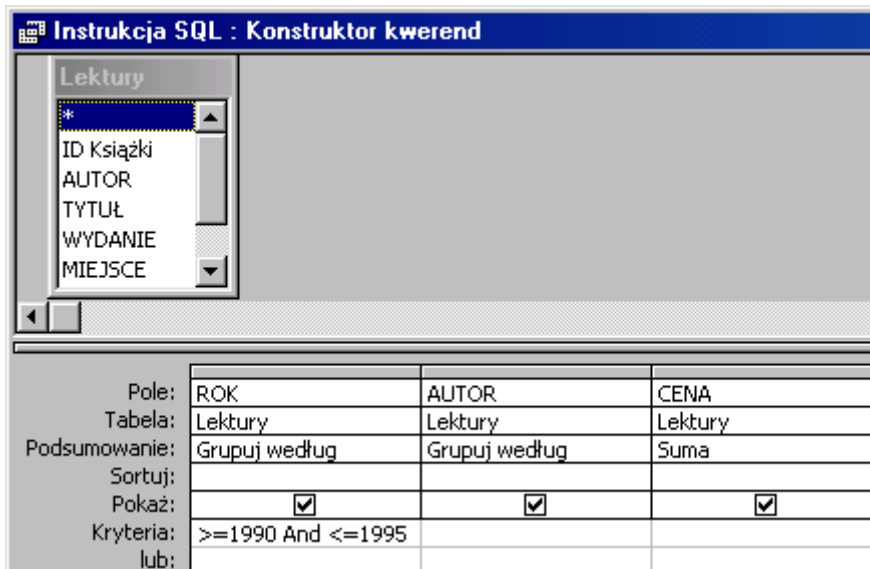 Instrukcja SQL : Konstruktor kwerend
Lektury
*
ID Książki
AUTOR
TYTUŁ
WYDANIE
MIEJSCE
Pole: ROK AUTOR CENA
Tabela: Lektury Lektury Lektury
Podsumowanie: Grupuj według Grupuj według Suma
Sortuj:
Pokaż:
Kryteria: >=1990 And <=1995
lub: